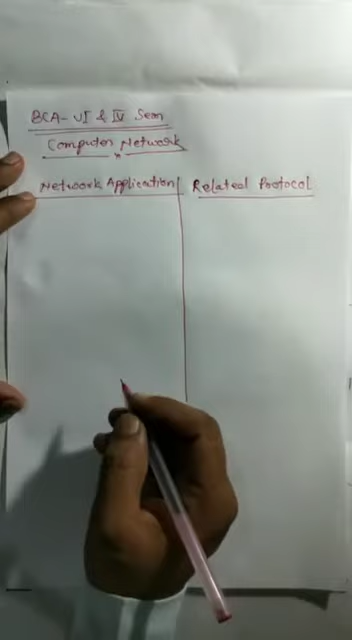 BCA- VI & IV Sem
Computer Network
Network Application Related Protocol